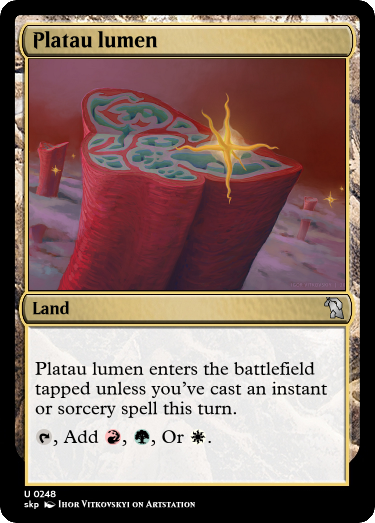 Platau lumen
Land
Platau lumen enters the battlefield
tapped unless you've cast an instant
or sorcery spell this turn.
, Add , , Or .
U 0248
skp Ihor Vitkovskyi on Artstation